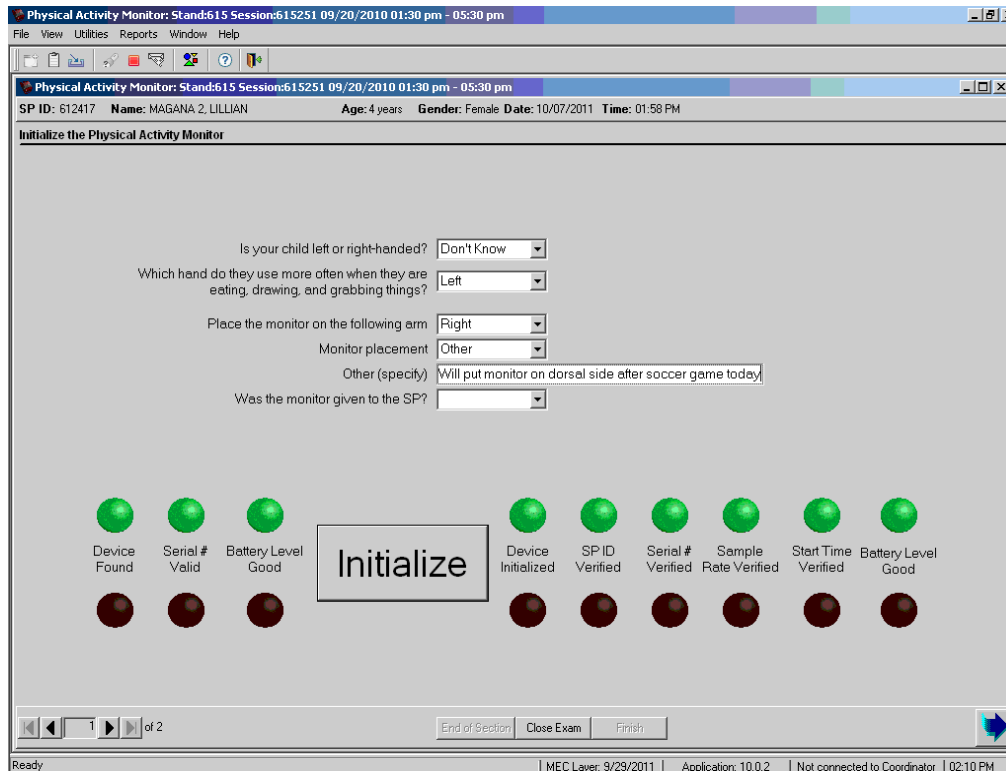 Physical Activity Monitor: Stand:615 Session:615251 09/20/2010 01:30 pm - 05:30 pm
File View Utilities Reports Window Help
Physical Activity Monitor: Stand:615 Session:615251 09/20/2010 01:30 pm - 05:30 pm
SP ID: 612417 Name: MAGANA 2, LILLIAN Age: 4 years Gender: Female Date: 10/07/2011 Time: 01:58 PM
Initialize the Physical Activity Monitor
Is your child left or right-handed? Don't Know
Which hand do they use more often when they are
eating, drawing, and grabbing things? Left
Place the monitor on the following arm Right
Monitor placement Other
Other (specify) Will put monitor on dorsal side after soccer game today
Was the monitor given to the SP?
Device Found
Serial # Valid
Battery Level Good
Initialize
Device Initialized
SP ID Verified
Serial # Verified
Sample Rate Verified
Start Time Verified
Battery Level Good
1 of 2 End of Section Close Exam Finish
Ready MEC Layer: 9/29/2011 Application: 10.0.2 Not connected to Coordinator 02:10 PM